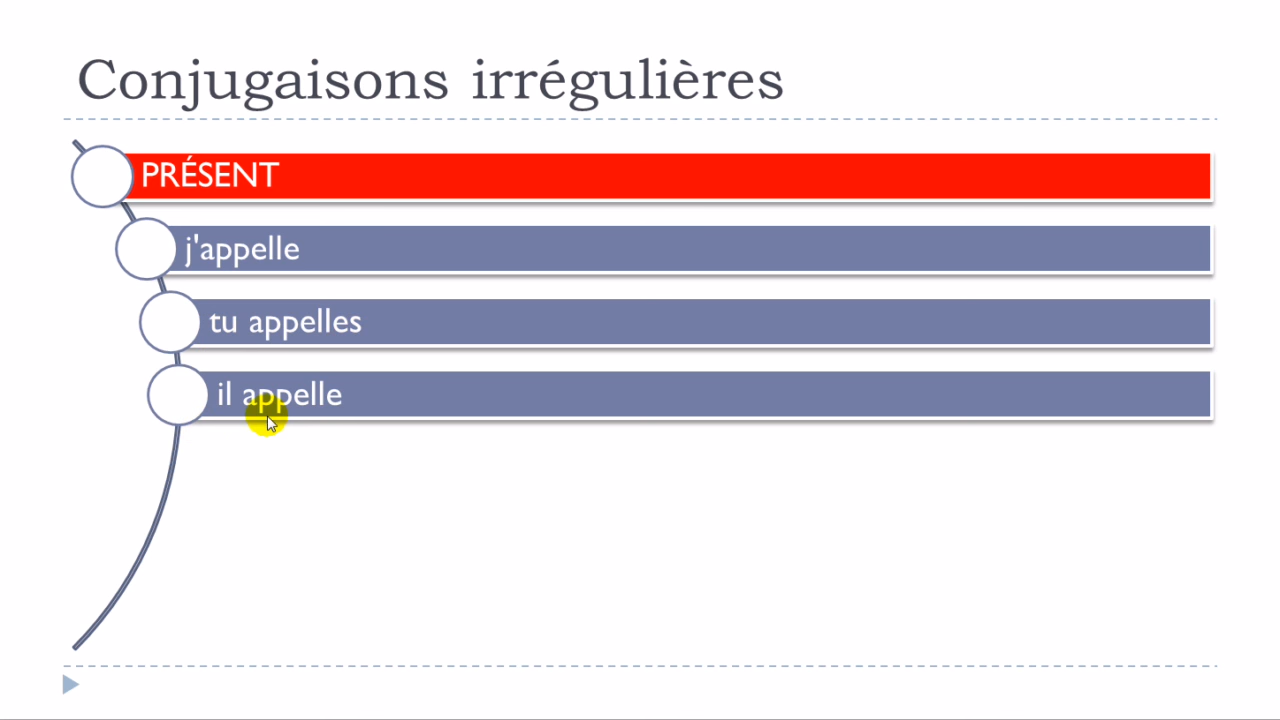 Conjugaisons irrégulières
PRÉSENT
j'appelle
tu appelles
il appelle